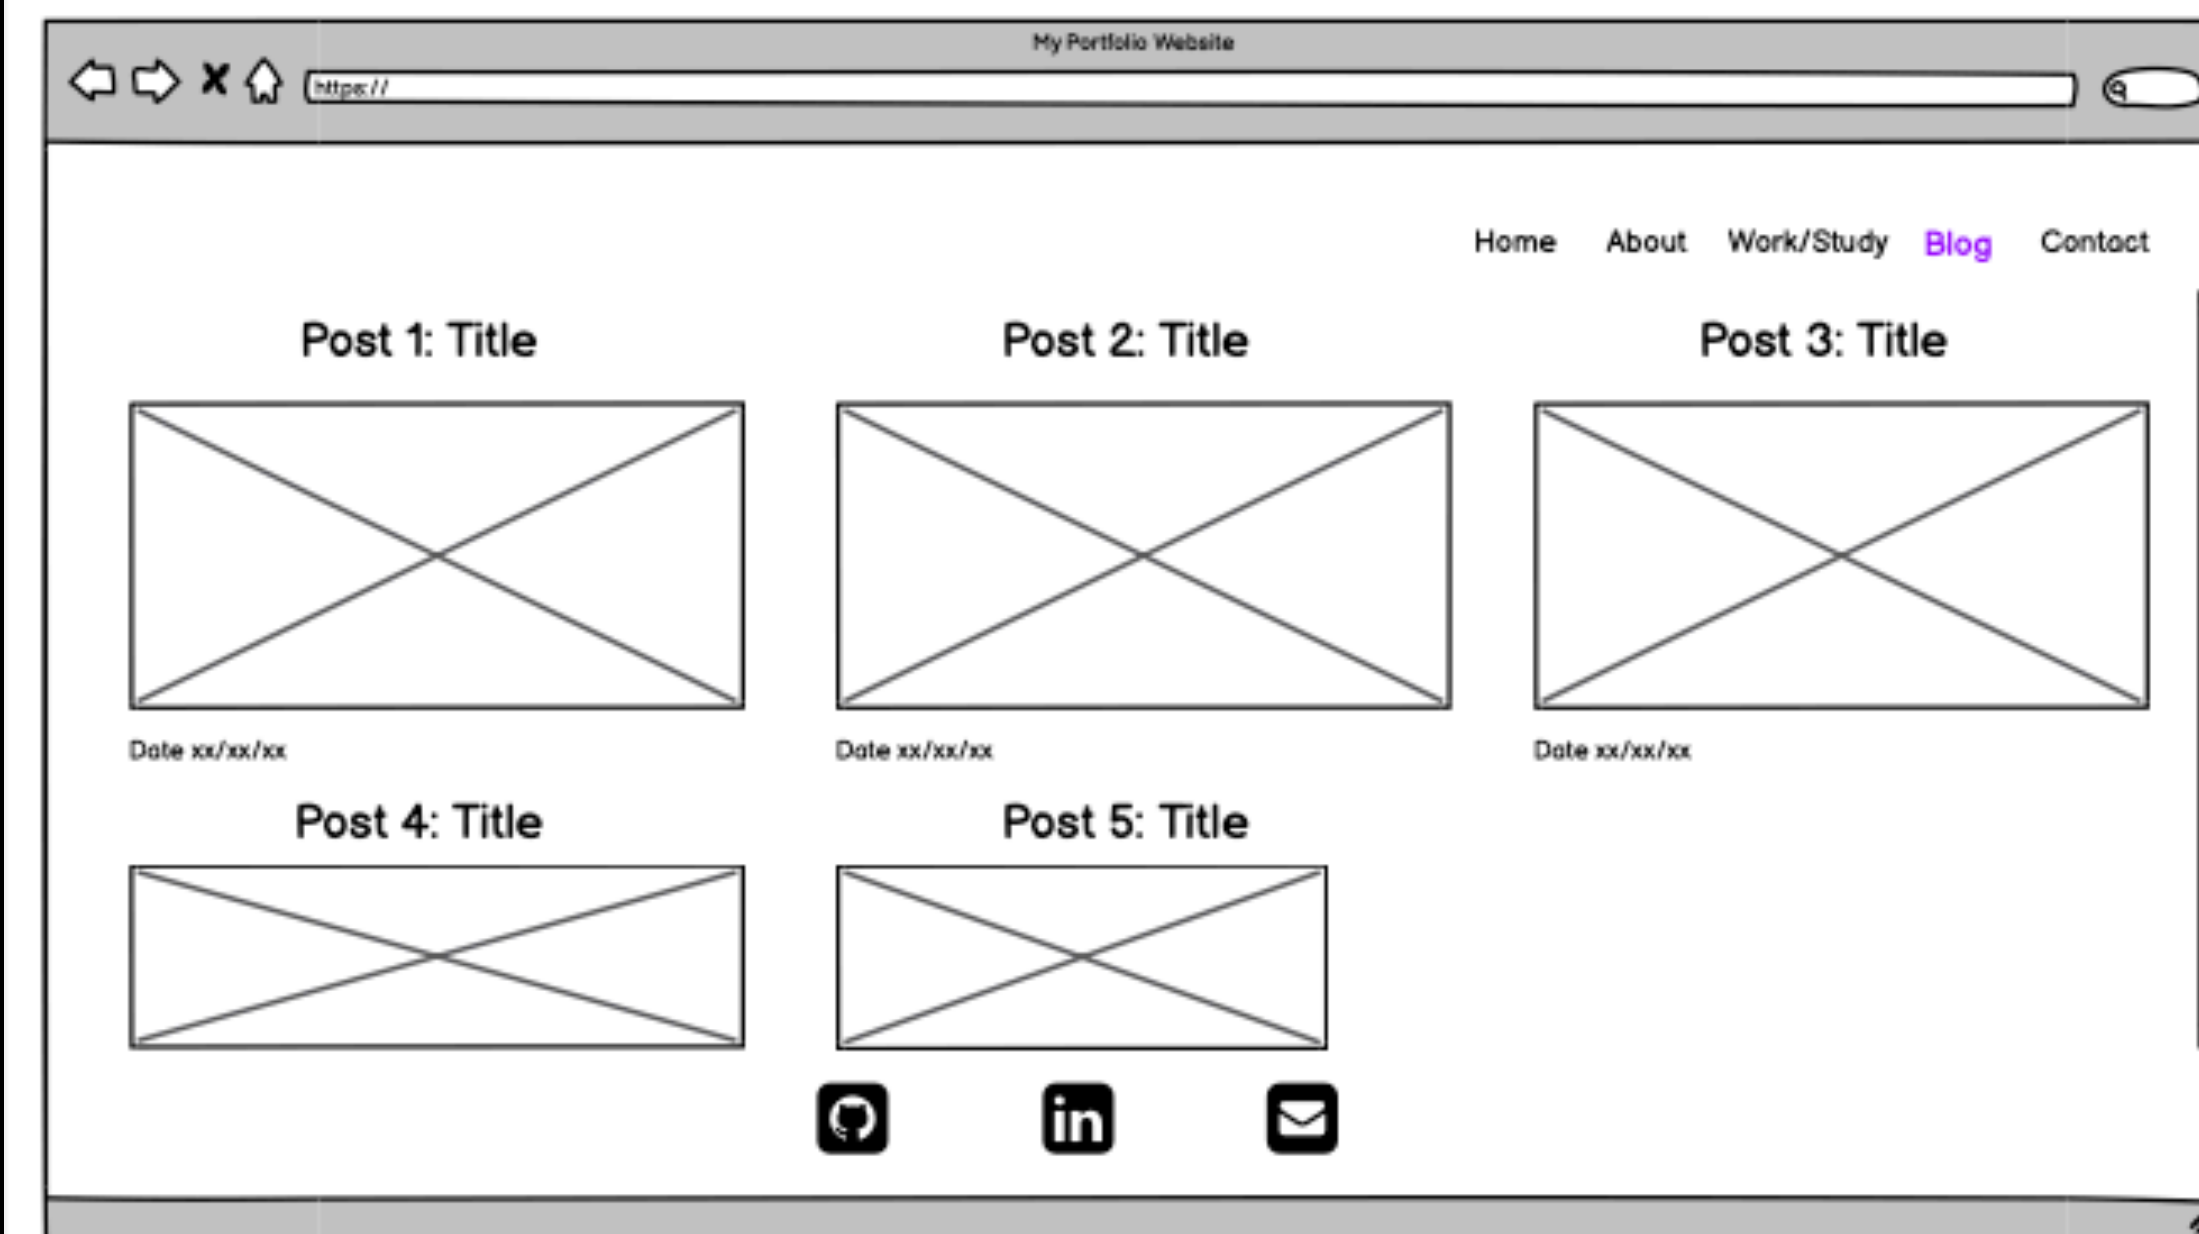 My Portfolio Website
https://
Home About Work/Study Blog Contact
Post 1: Title Post 2: Title Post 3: Title
Date xx/xx/xx Date xx/xx/xx Date xx/xx/xx
Post 4: Title Post 5: Title
in